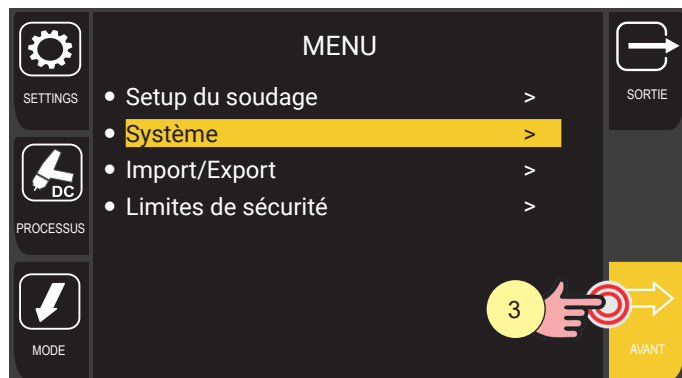 MENU
SETTINGS
SORTIE
Setup du soudage >
Système >
DC
Import/Export >
PROCESSUS
Limites de sécurité >
3
MODE
AVANT